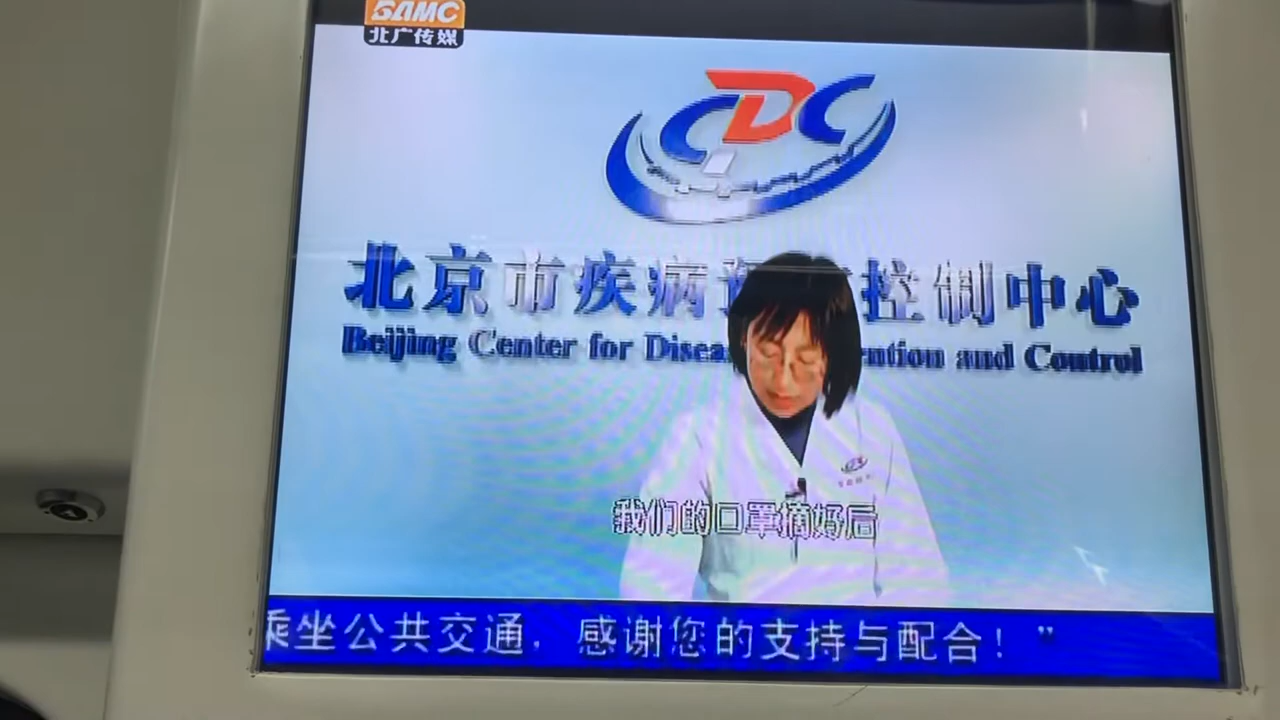 BAMC
北广传媒
CDC
北京市疾病预 控制中心
Beijing Center for Disea ention and Control
我们的口罩摘好后
乘坐公共交通，感谢您的支持与配合！”